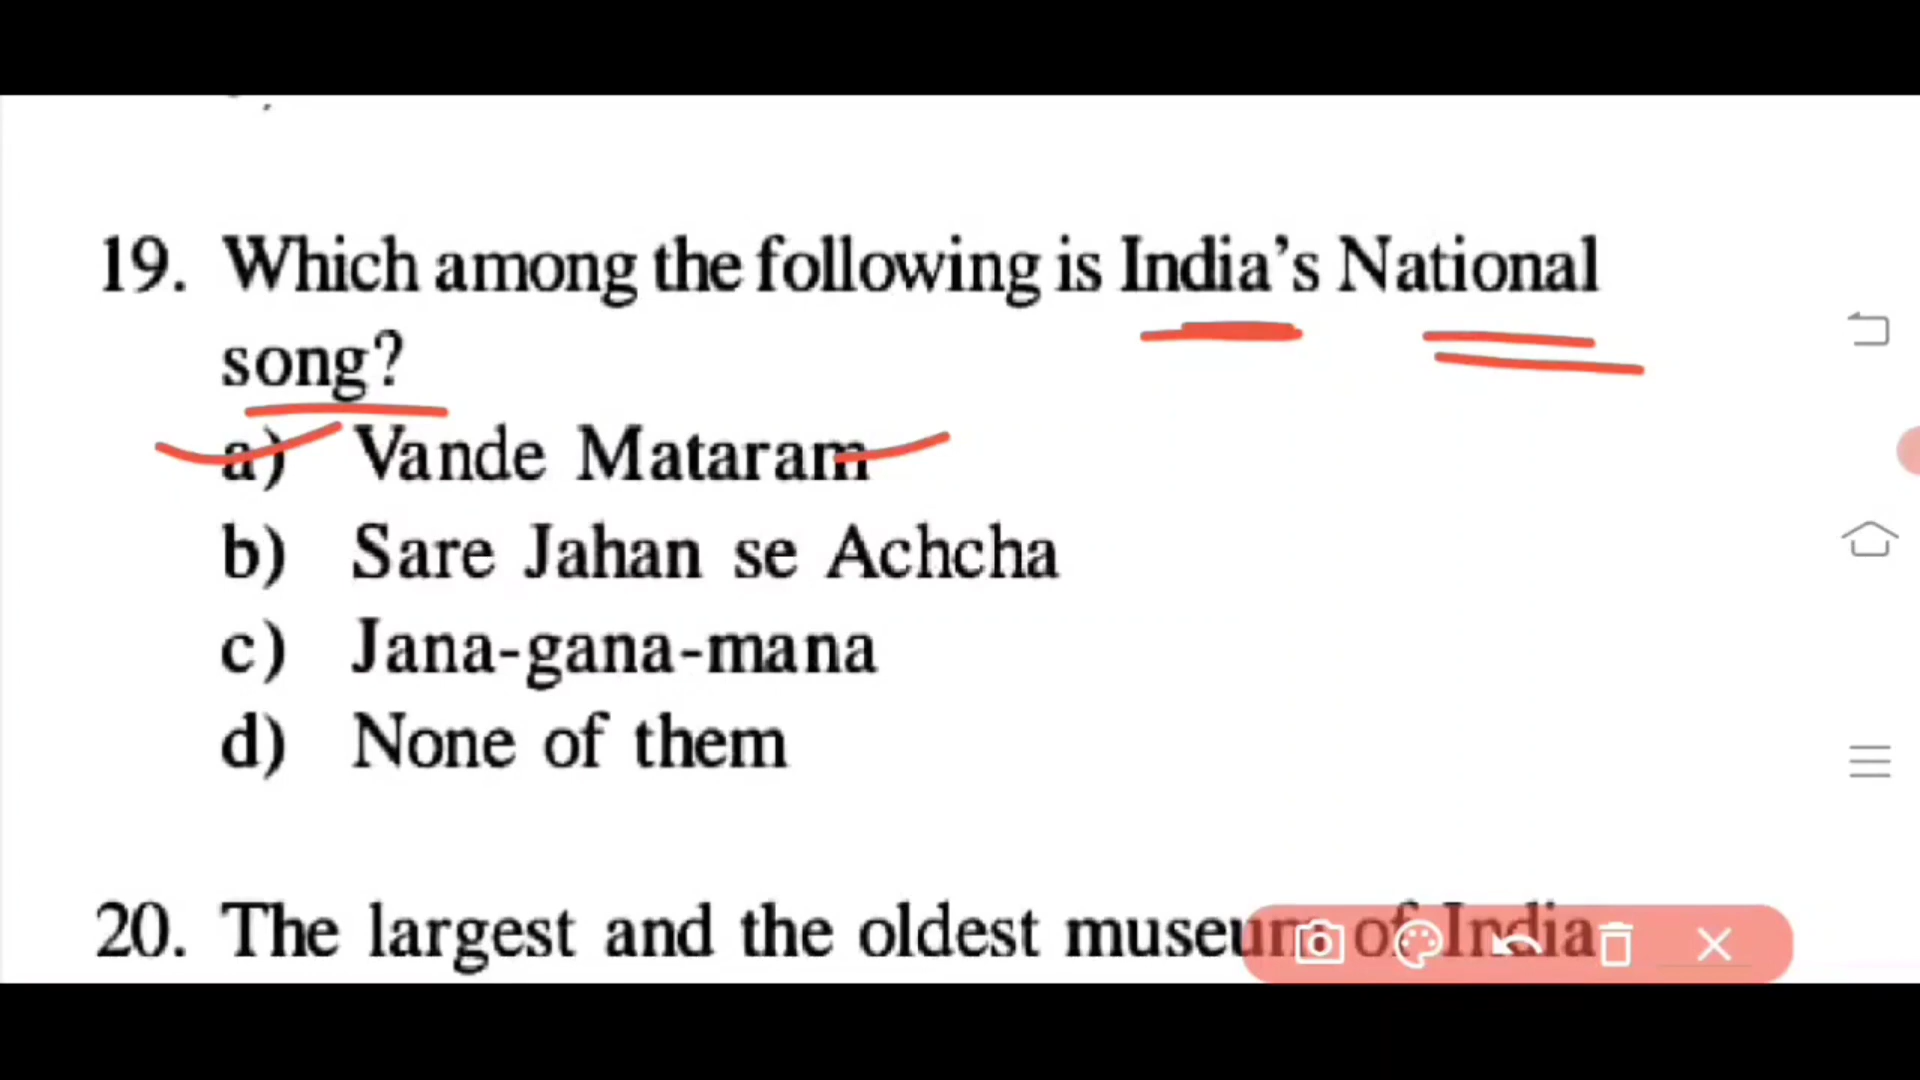 19. Which among the following is India's National
song?
a) Vande Mataram
b) Sare Jahan se Achcha
c) Jana-gana-mana
d) None of them
20. The largest and the oldest museum of India